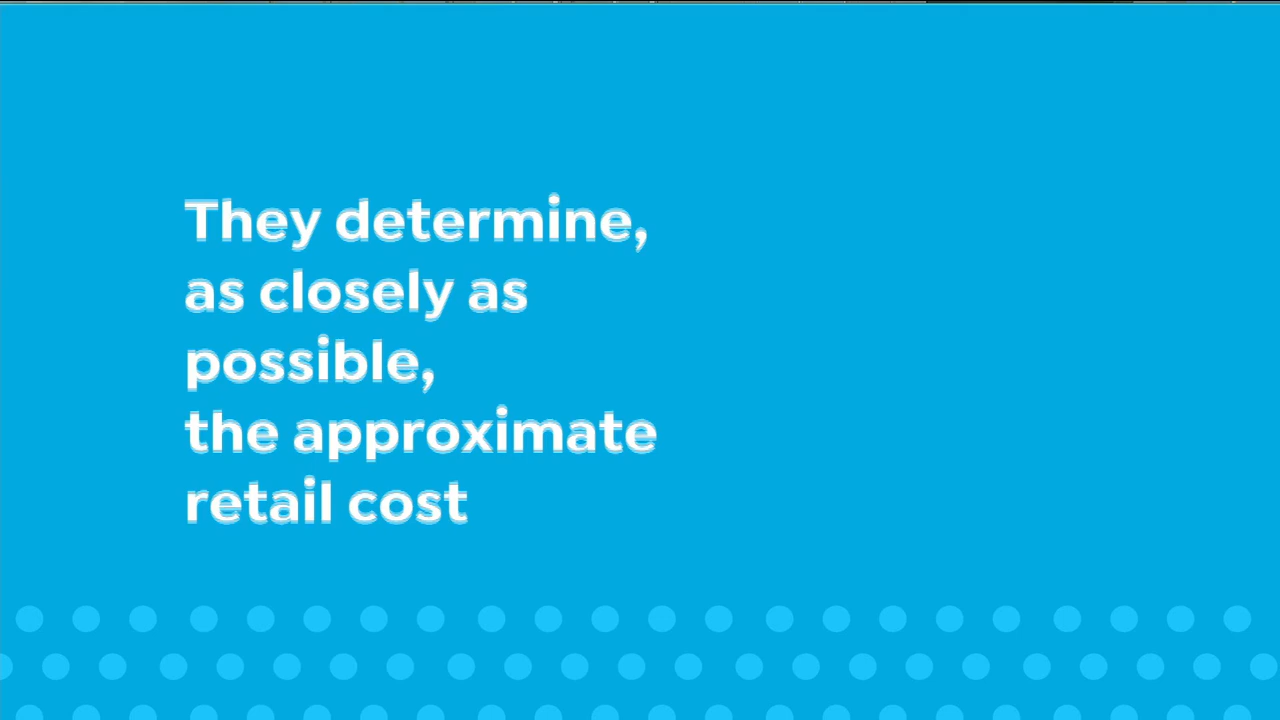 They determine,
as closely as
possible,
the approximate
retail cost